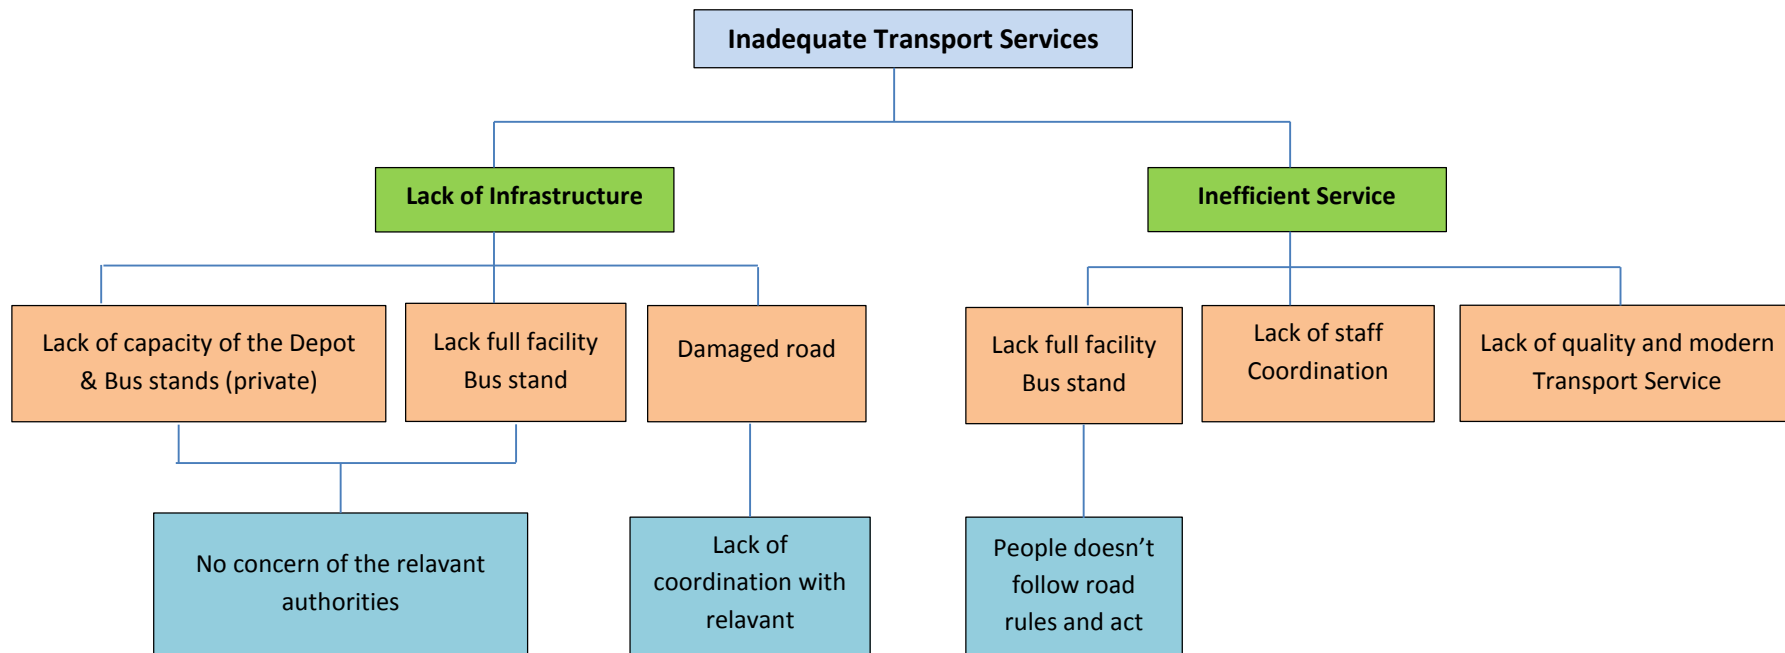 Inadequate Transport Services
Lack of Infrastructure
Inefficient Service
Lack of capacity of the Depot
& Bus stands (private)
Lack full facility
Bus stand
Damaged road
Lack full facility
Bus stand
Lack of staff
Coordination
Lack of quality and modern
Transport Service
No concern of the relavant
authorities
Lack of
coordination with
relevant
People doesn’t
follow road
rules and act